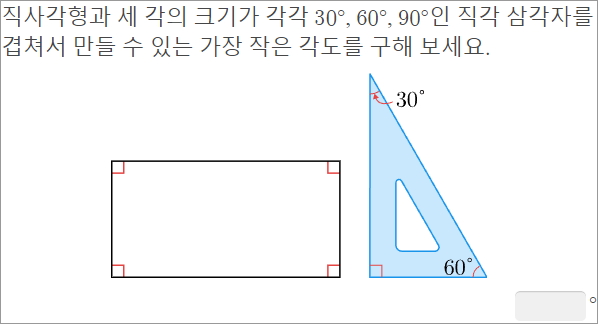 직사각형과 세 각의 크기가 각각 30°, 60°, 90°인 직각 삼각자를
겹쳐서 만들 수 있는 가장 작은 각도를 구해 보세요.
30°
60°
°